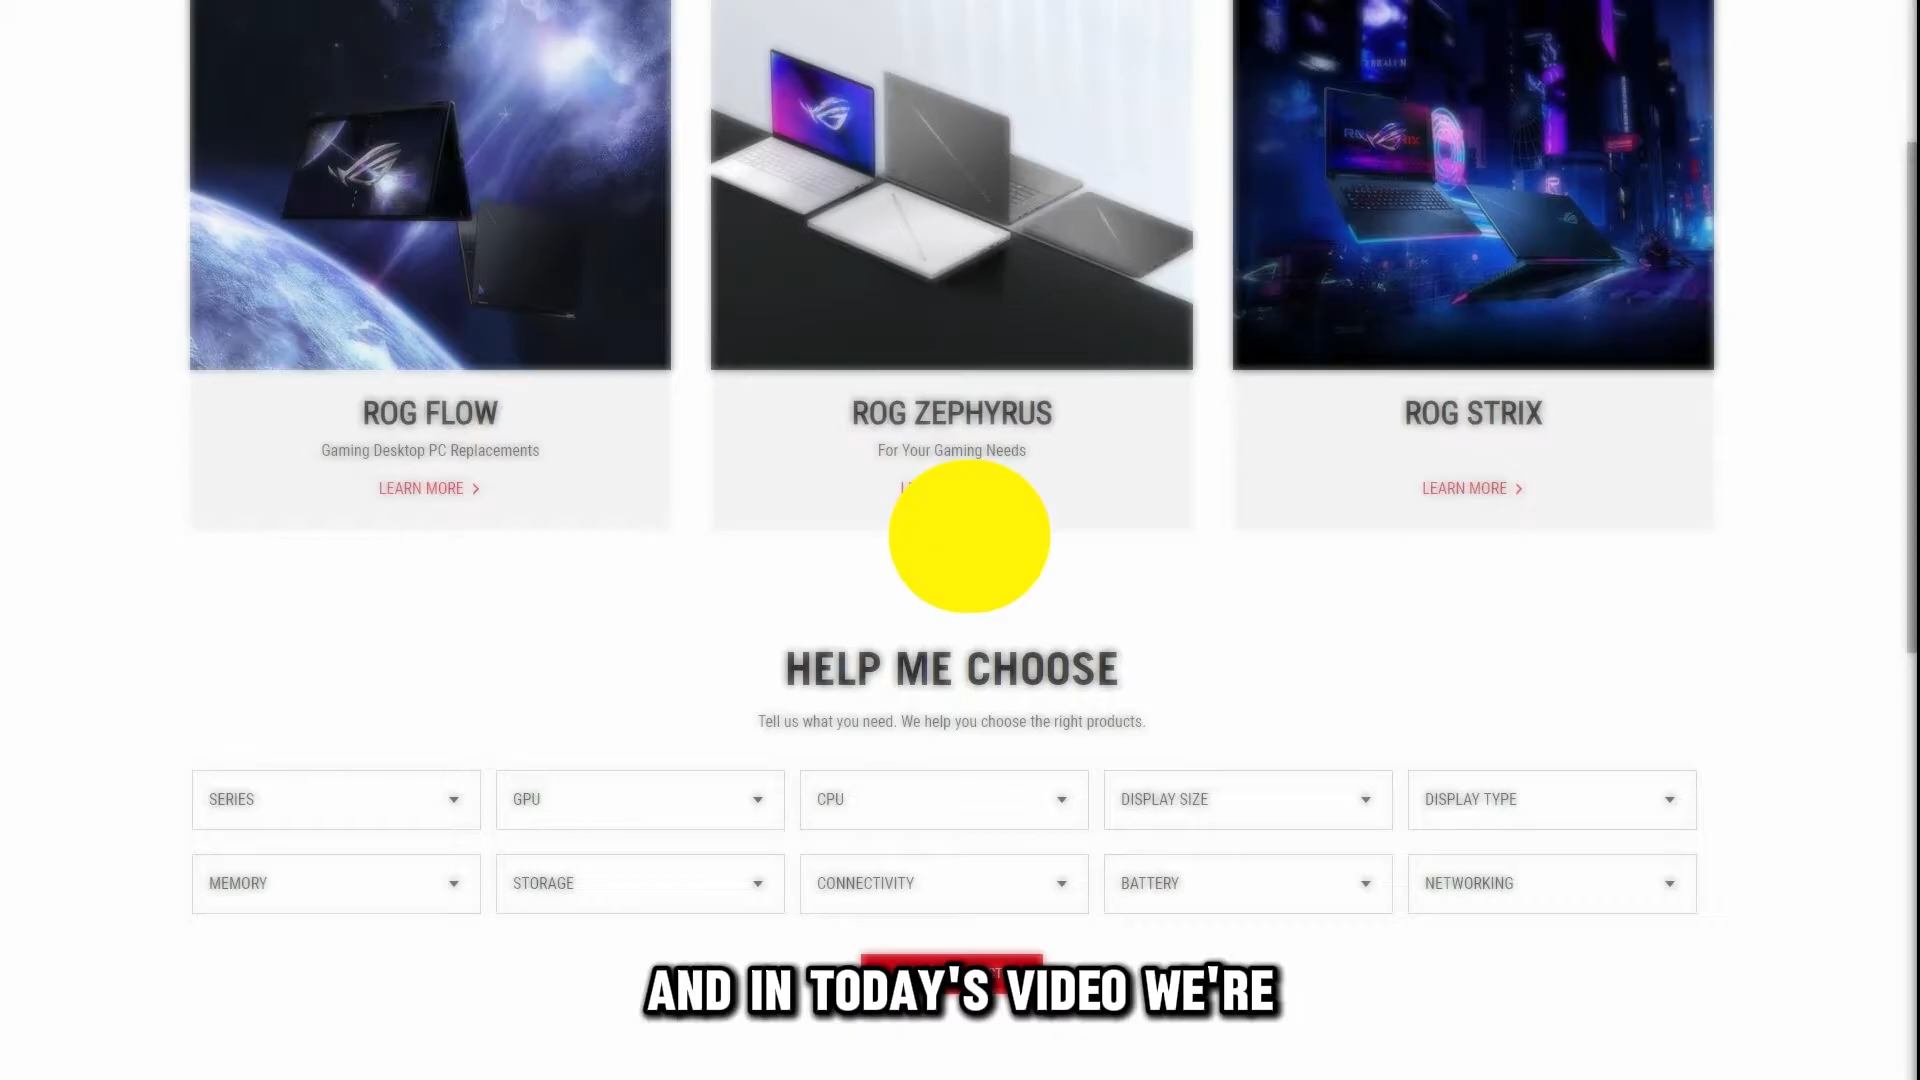 ROG FLOW
Gaming Desktop PC Replacements
LEARN MORE
ROG ZEPHYRUS
For Your Gaming Needs
ROG STRIX
LEARN MORE
HELP ME CHOOSE
Tell us what you need. We help you choose the right products.
SERIES
GPU
CPU
DISPLAY SIZE
DISPLAY TYPE
MEMORY
STORAGE
CONNECTIVITY
BATTERY
NETWORKING
AND IN TODAY'S VIDEO WE'RE